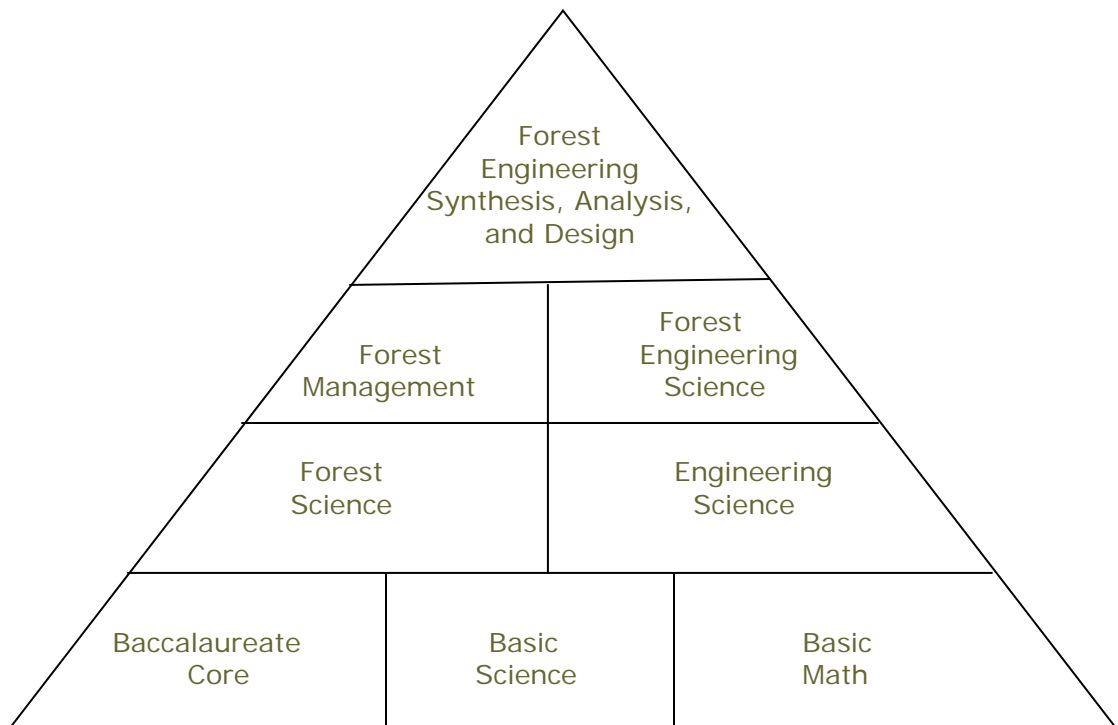 Forest
Engineering
Synthesis, Analysis,
and Design
Forest
Management
Forest
Engineering
Science
Forest
Science
Engineering
Science
Baccalaureate
Core
Basic
Science
Basic
Math